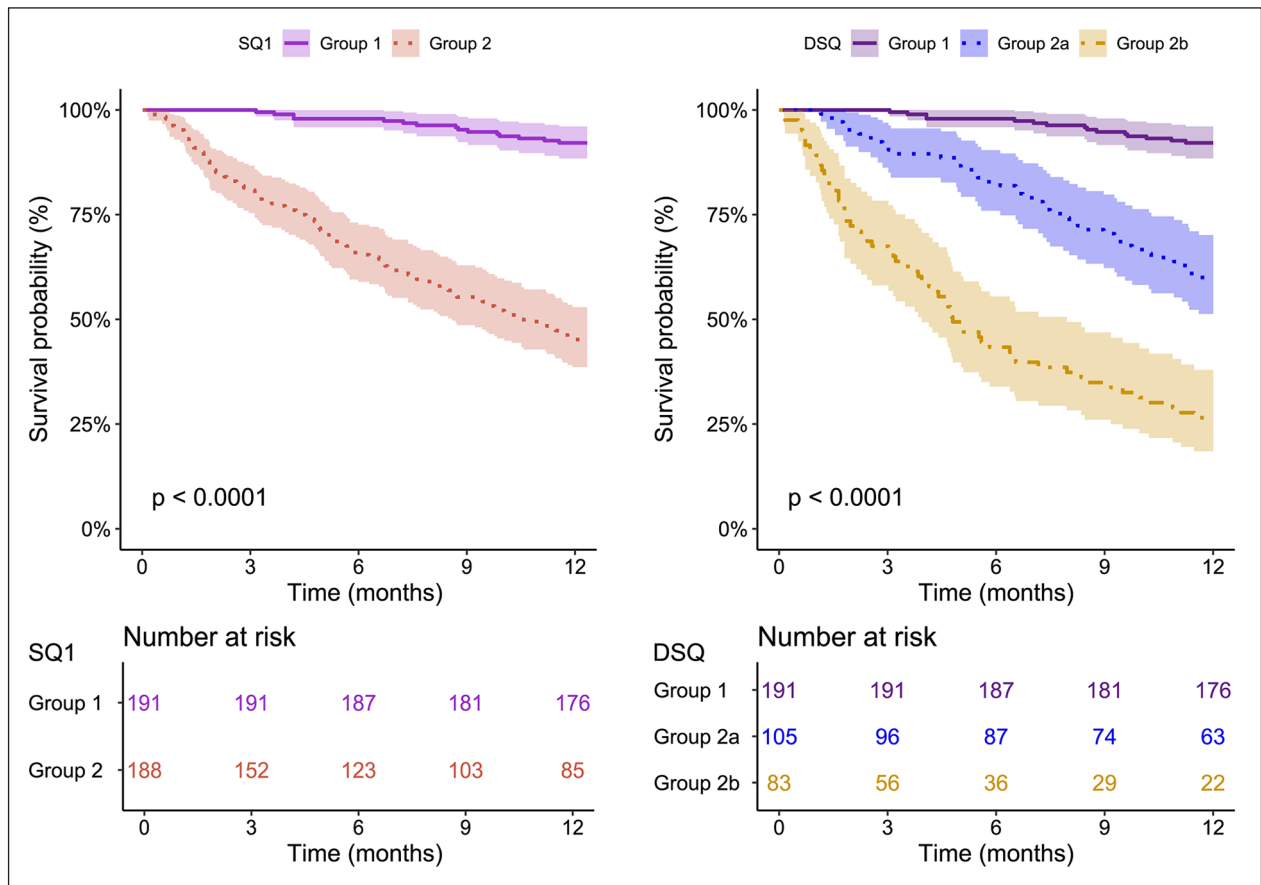 SQ1 Group 1 Group 2
100%
75%
50%
25%
0%
Survival probability (%)
p < 0.0001
0 3 6 9 12
Time (months)
Number at risk
SQ1
Group 1 191 191 187 181 176
Group 2 188 152 123 103 85
0 3 6 9 12
Time (months)
DSQ Group 1 Group 2a Group 2b
100%
75%
50%
25%
0%
Survival probability (%)
p < 0.0001
0 3 6 9 12
Time (months)
Number at risk
DSQ
Group 1 191 191 187 181 176
Group 2a 105 96 87 74 63
Group 2b 83 56 36 29 22
0 3 6 9 12
Time (months)